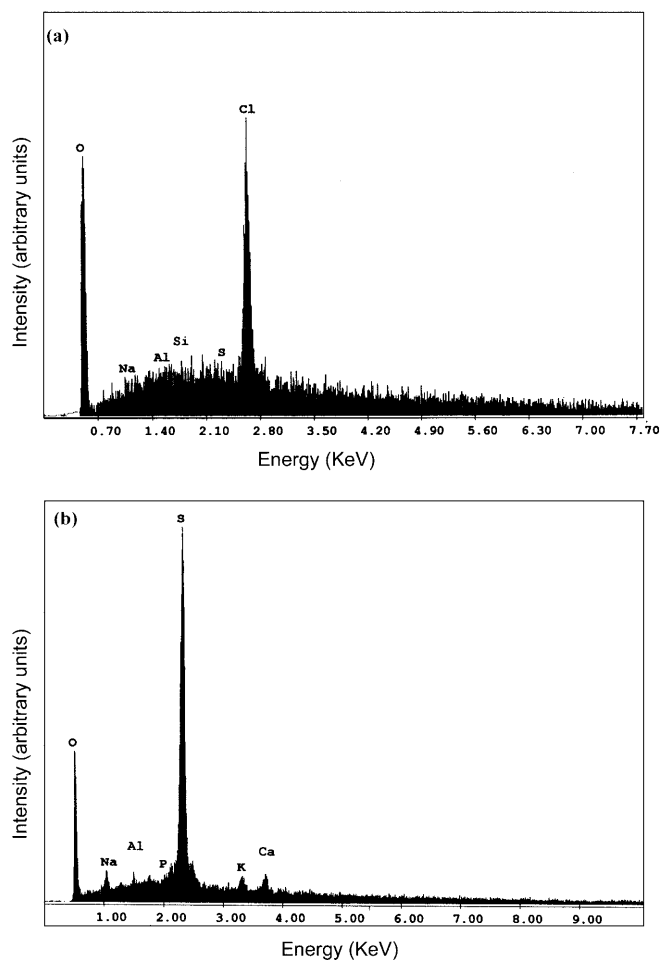 (a)
Cl
O
Si
Na Al S
0.70 1.40 2.10 2.80 3.50 4.20 4.90 5.60 6.30 7.00 7.70
Energy (KeV)
Intensity (arbitrary units)
(b)
S
O
Al
Na P K Ca
1.00 2.00 3.00 4.00 5.00 6.00 7.00 8.00 9.00
Energy (KeV)
Intensity (arbitrary units)